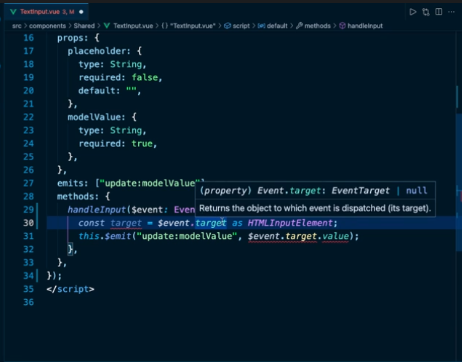 TextInput.vue 2, M
src > components > Shared > TextInput.vue > {} "TextInput.vue" > script > default > methods > handleInput
16 props: {
17 placeholder: {
18 type: String,
19 required: false,
20 default: "",
21 },
22 modelValue: {
23 type: String,
24 required: true,
25 },
26 },
27 emits: ["update:modelValue"
(property) Event.target: EventTarget | null
28 methods: {
Returns the object to which event is dispatched (its target).
29 handleInput($event: Even
30 const target = $event.target as HTMLInputElement;
31 this.$emit("update:modelValue", $event.target.value);
32 },
33 },
34 });
35 </script>
36